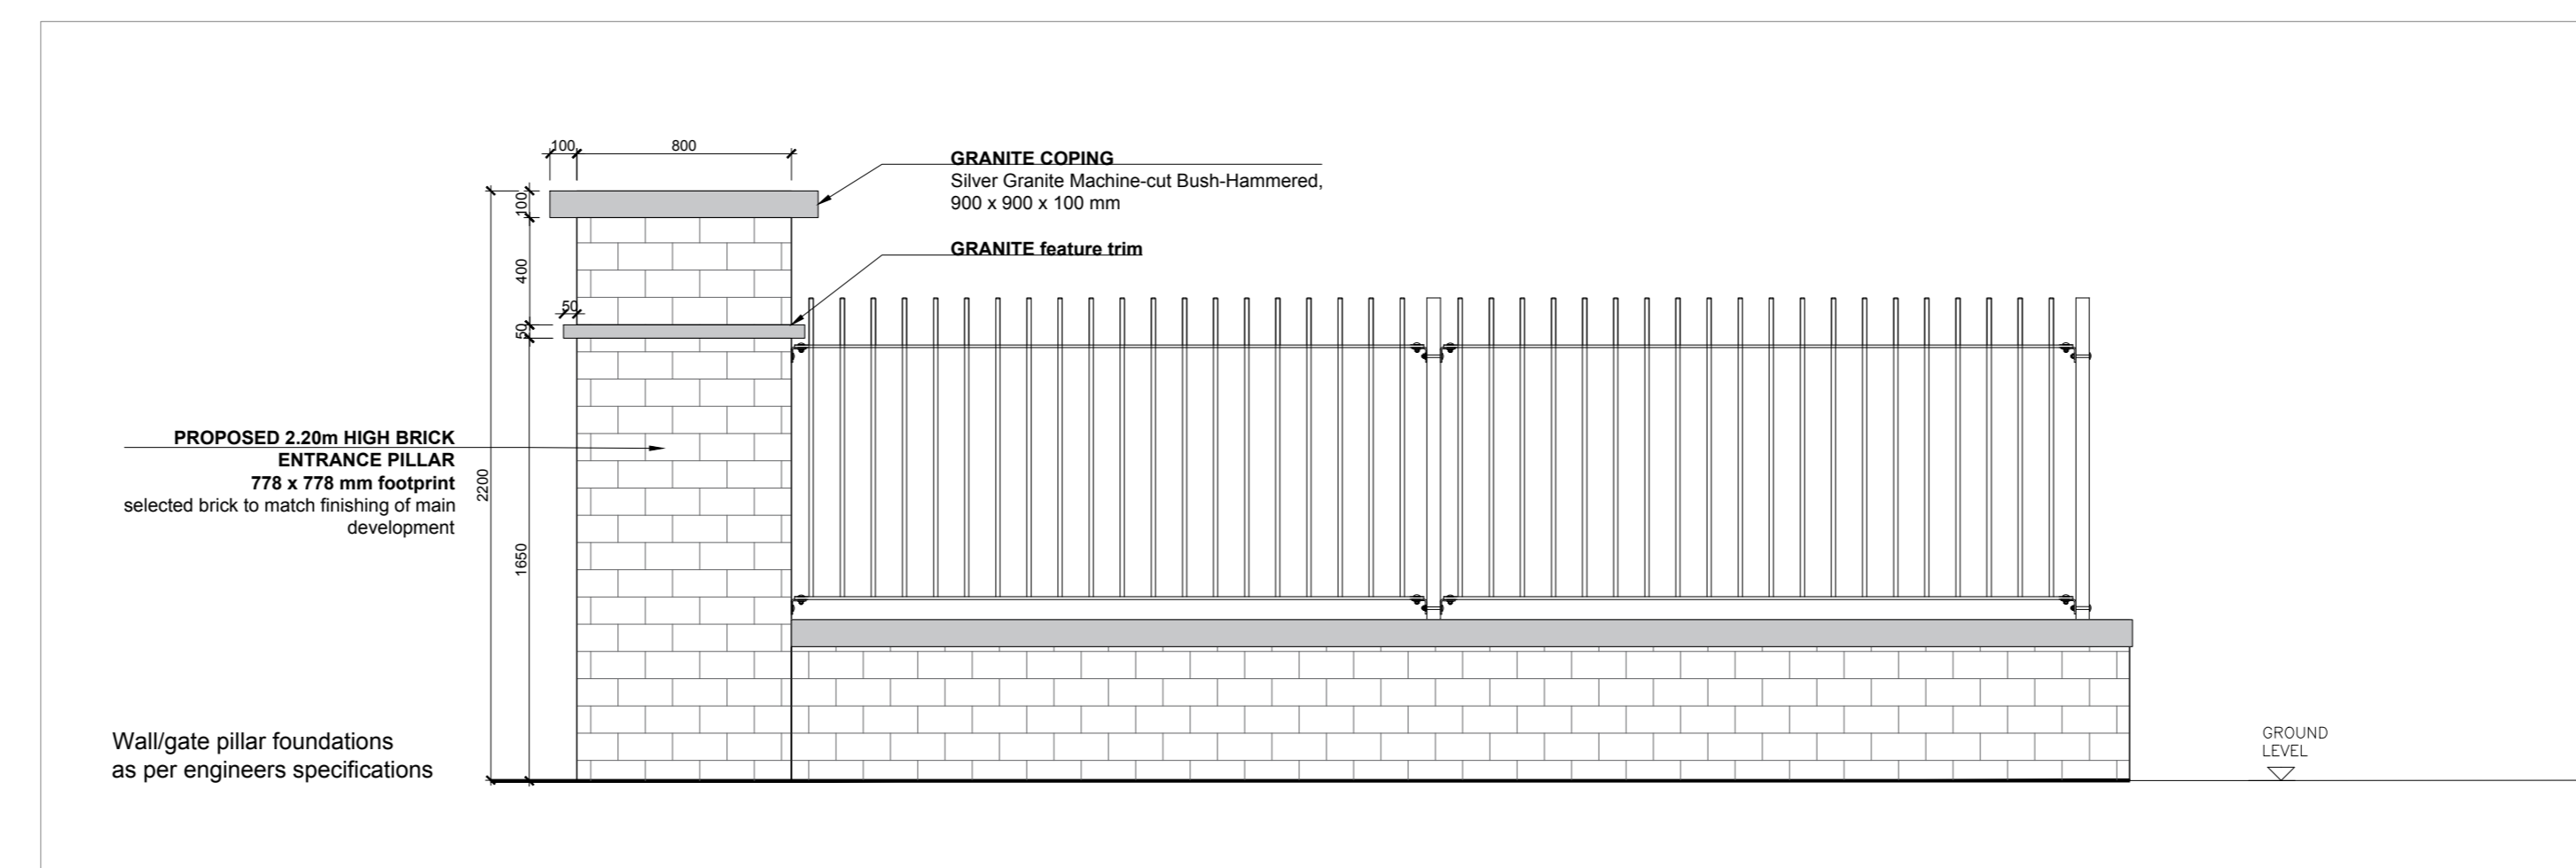 100
800
GRANITE COPING
Silver Granite Machine-cut Bush-Hammered,
900 x 900 x 100 mm
100
GRANITE feature trim
400
50
50
PROPOSED 2.20m HIGH BRICK
ENTRANCE PILLAR
778 x 778 mm footprint
selected brick to match finishing of main
development
2200
1650
Wall/gate pillar foundations
as per engineers specifications
GROUND
LEVEL